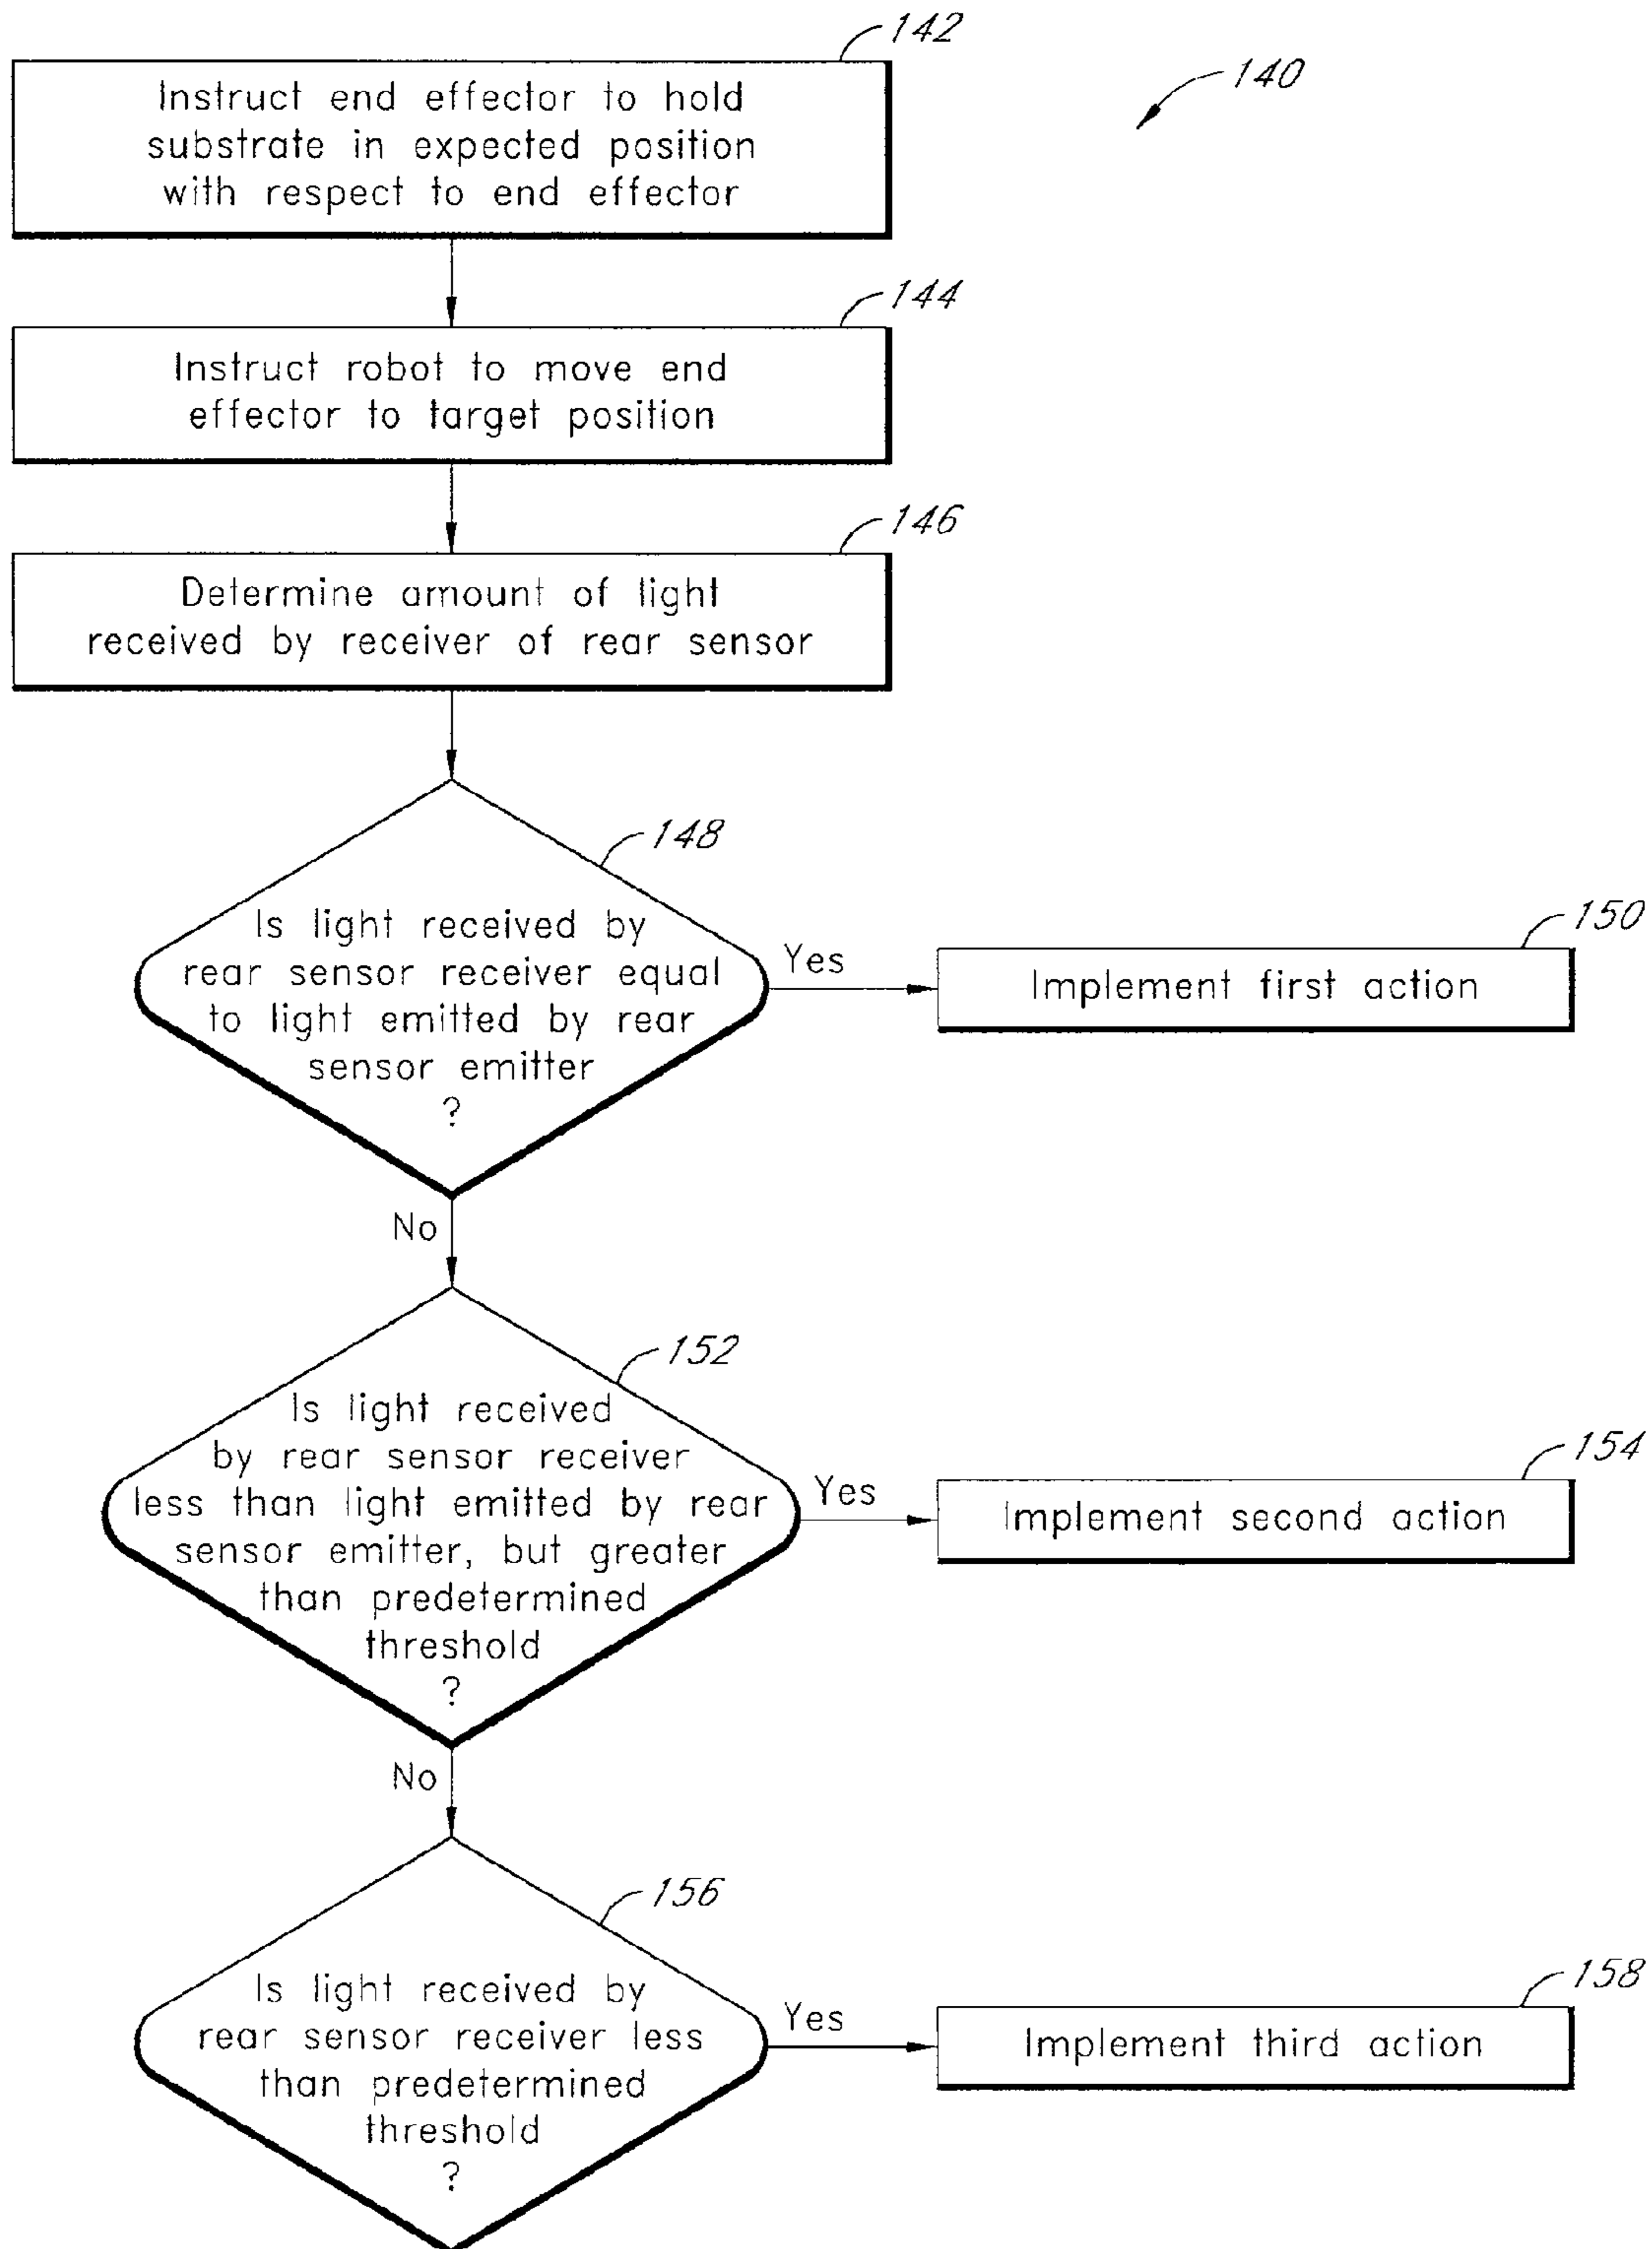 142
140
Instruct end effector to hold
substrate in expected position
with respect to end effector
144
Instruct robot to move end
effector to target position
146
Determine amount of light
received by receiver of rear sensor
148
Is light received by
rear sensor receiver equal
to light emitted by rear
sensor emitter
?
Yes
150
Implement first action
No
152
Is light received
by rear sensor receiver
less than light emitted by rear
sensor emitter, but greater
than predetermined
threshold
?
Yes
154
Implement second action
No
156
Is light received by
rear sensor receiver less
than predetermined
threshold
?
Yes
158
Implement third action